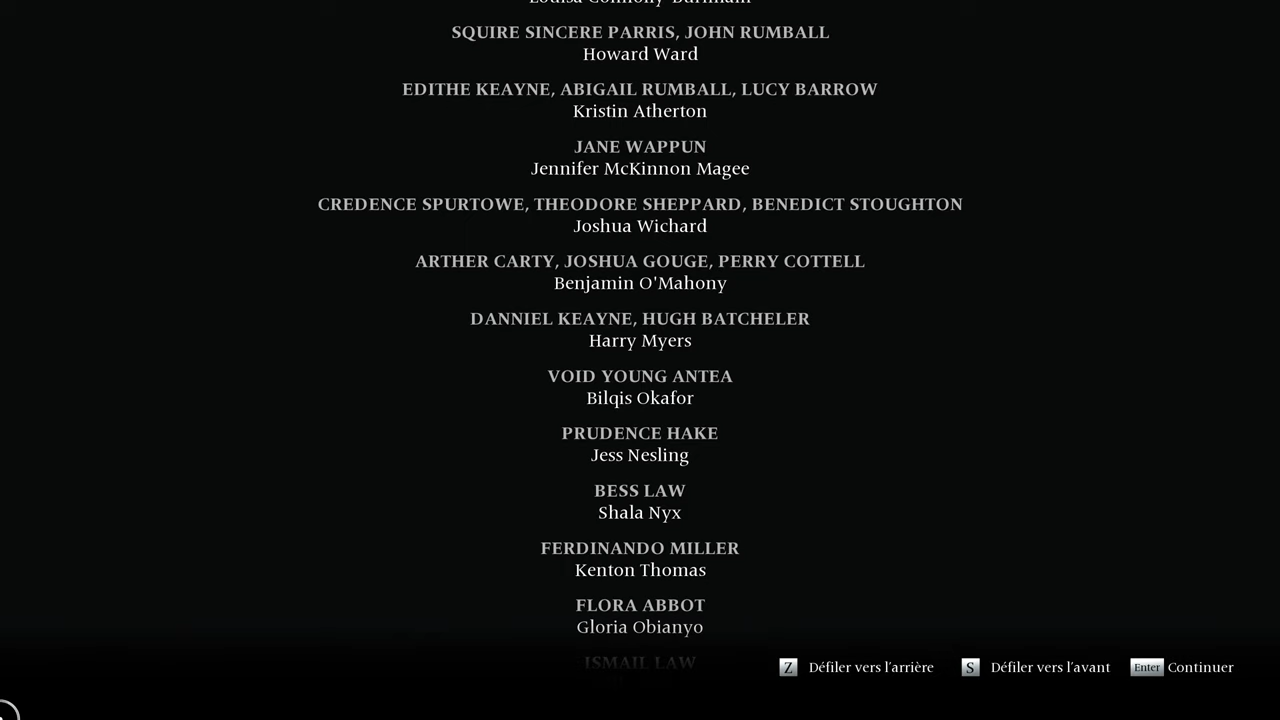 Louisa Connolly-Burnham
SQUIRE SINCERE PARRIS, JOHN RUMBALL
Howard Ward
EDITHE KEAYNE, ABIGAIL RUMBALL, LUCY BARROW
Kristin Atherton
JANE WAPPUN
Jennifer McKinnon Magee
CREDENCE SPURTOWE, THEODORE SHEPPARD, BENEDICT STOUGHTON
Joshua Wichard
ARTHER CARTY, JOSHUA GOUGE, PERRY COTTELL
Benjamin O'Mahony
DANNIEL KEAYNE, HUGH BATCHELER
Harry Myers
VOID YOUNG ANTEA
Bilqis Okafor
PRUDENCE HAKE
Jess Nesling
BESS LAW
Shala Nyx
FERDINANDO MILLER
Kenton Thomas
FLORA ABBOT
Gloria Obianyo
ISMAIL LAW
Z Défiler vers l'arrière S Défiler vers l'avant Enter Continuer